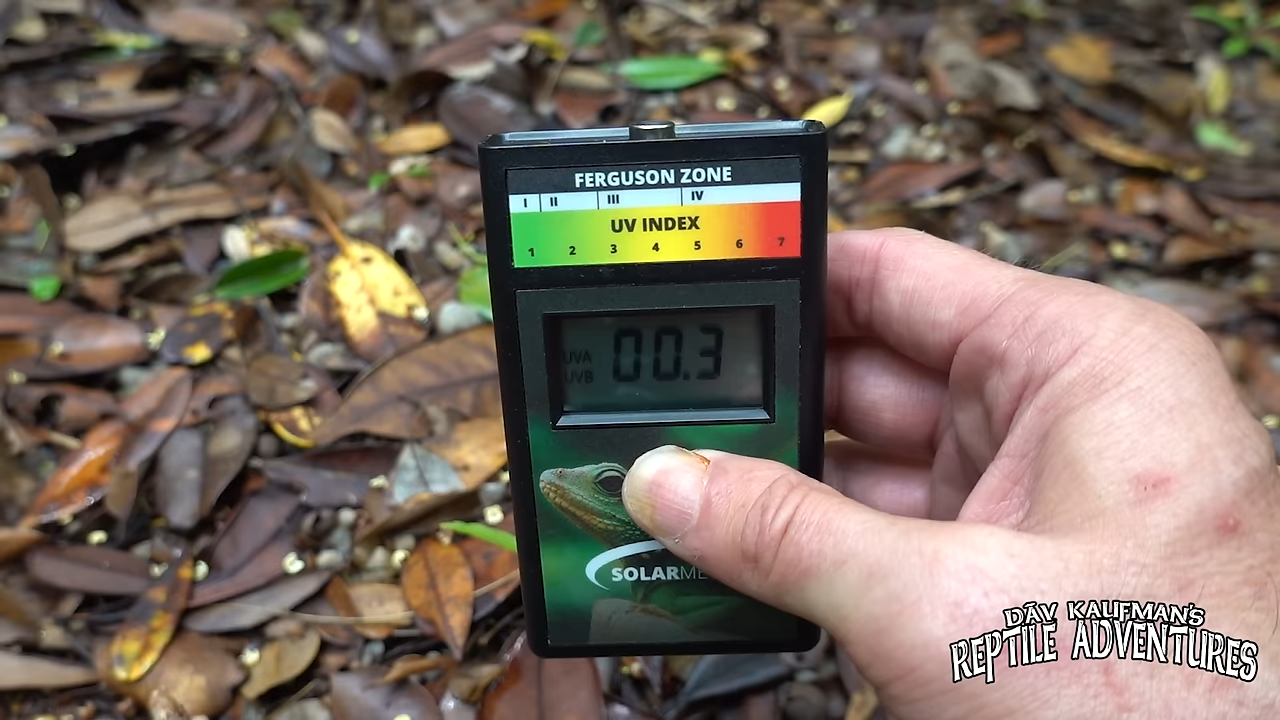 FERGUSON ZONE
I II III IV
UV INDEX
1 2 3 4 5 6 7
UVA
UVB
00.3
SOLARME
DÄV KAUFMAN'S
REPTILE ADVENTURES